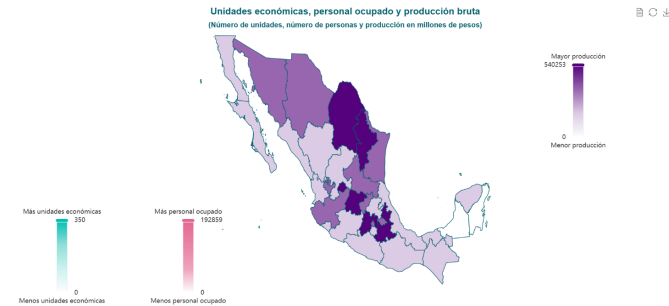 Unidades económicas, personal ocupado y producción bruta
(Número de unidades, número de personas y producción en millones de pesos)
Mayor producción
540253
0
Menor producción
Más unidades económicas
350
0
Menos unidades económicas
Más personal ocupado
192859
0
Menos personal ocupado